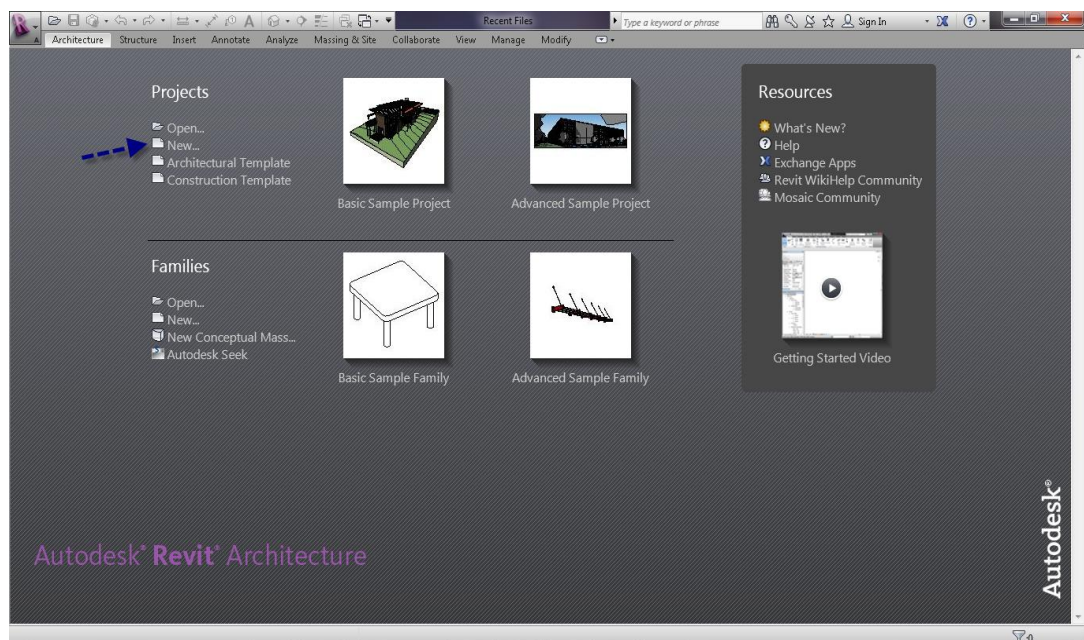 Recent Files
Type a keyword or phrase
Sign In
Architecture Structure Insert Annotate Analyze Massing & Site Collaborate View Manage Modify
Projects
Open...
New...
Architectural Template
Construction Template
Basic Sample Project
Advanced Sample Project
Families
Open...
New...
New Conceptual Mass...
Autodesk Seek
Basic Sample Family
Advanced Sample Family
Resources
What's New?
Help
Exchange Apps
Revit WikiHelp Community
Mosaic Community
Getting Started Video
Autodesk® Revit® Architecture
Autodesk®